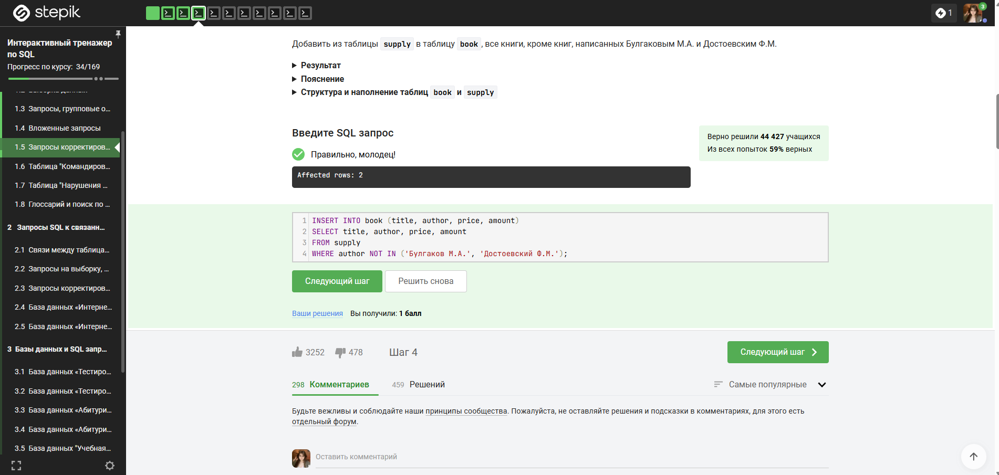 stepik
1
3
Интерактивный тренажер
по SQL
Прогресс по курсу: 34/169
1.3 Запросы, групповые о...
1.4 Вложенные запросы
1.5 Запросы корректиров...
1.6 Таблица "Командиров...
1.7 Таблица "Нарушения ...
1.8 Глоссарий и поиск по ...
2 Запросы SQL к связанн...
2.1 Связи между таблица...
2.2 Запросы на выборку, ...
2.3 Запросы корректиров...
2.4 База данных «Интерне...
2.5 База данных «Интерне...
3 Базы данных и SQL запр...
3.1 База данных «Тестиро...
3.2 База данных «Тестиро...
3.3 База данных «Абитури...
3.4 База данных «Абитури...
3.5 База данных "Учебная...
Добавить из таблицы supply в таблицу book, все книги, кроме книг, написанных Булгаковым М.А. и Достоевским Ф.М.
Результат
Пояснение
Структура и наполнение таблиц book и supply
Введите SQL запрос
Верно решили 44 427 учащихся
Из всех попыток 59% верных
Правильно, молодец!
Affected rows: 2
1 INSERT INTO book (title, author, price, amount)
2 SELECT title, author, price, amount
3 FROM supply
4 WHERE author NOT IN ('Булгаков М.А.', 'Достоевский Ф.М.');
Следующий шаг
Решить снова
Ваши решения Вы получили: 1 балл
3252 478 Шаг 4
Следующий шаг
298 Комментариев 459 Решений
Самые популярные
Будьте вежливы и соблюдайте наши принципы сообщества. Пожалуйста, не оставляйте решения и подсказки в комментариях, для этого есть
отдельный форум.
Оставить комментарий